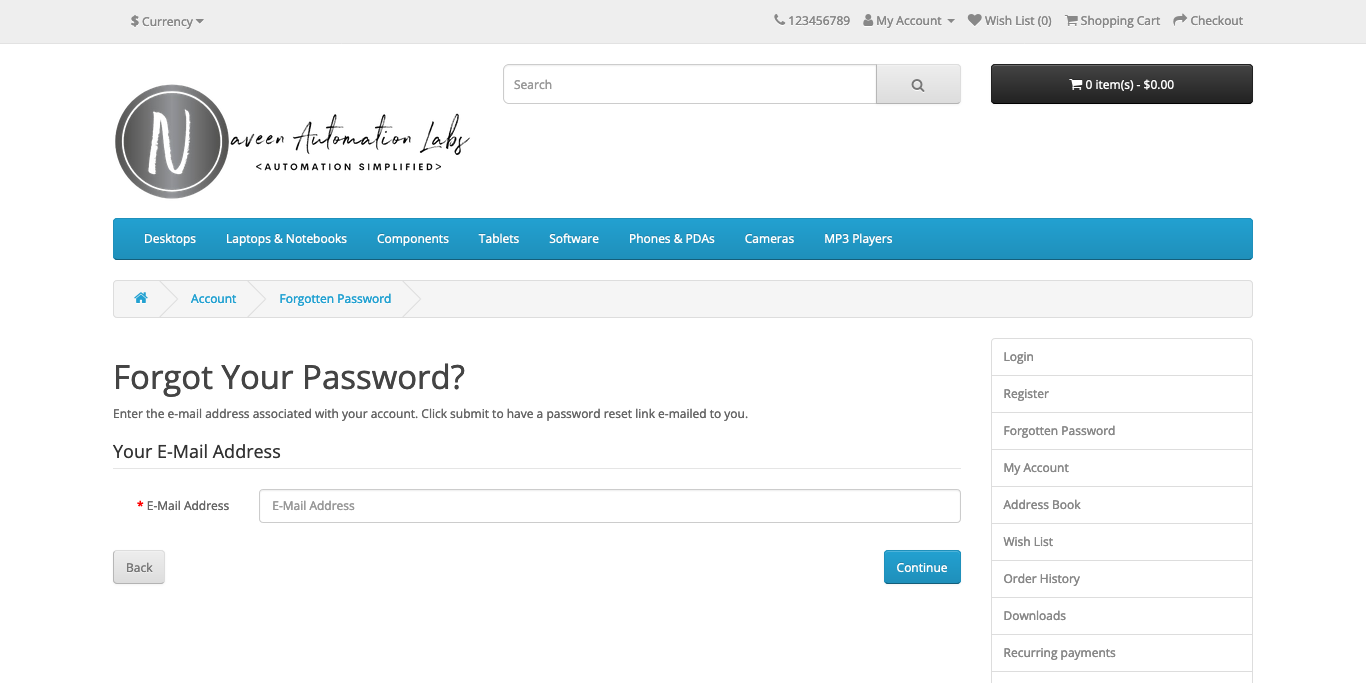 $ Currency
123456789 My Account Wish List (0) Shopping Cart Checkout
N aveen Automation Labs
<AUTOMATION SIMPLIFIED>
Search
0 item(s) - $0.00
Desktops Laptops & Notebooks Components Tablets Software Phones & PDAs Cameras MP3 Players
Account Forgotten Password
Forgot Your Password?
Enter the e-mail address associated with your account. Click submit to have a password reset link e-mailed to you.
Your E-Mail Address
* E-Mail Address E-Mail Address
Back Continue
Login
Register
Forgotten Password
My Account
Address Book
Wish List
Order History
Downloads
Recurring payments